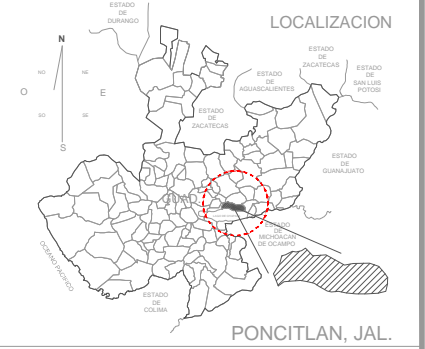 LOCALIZACION
ESTADO
DE
DURANGO
N
NO
NE
O
E
SO
SE
S
ESTADO
DE
ZACATECAS
ESTADO
DE
SAN LUIS
POTOSI
ESTADO
DE
AGUASCALIENTES
ESTADO
DE
ZACATECAS
ESTADO
DE
GUANAJUATO
ESTADO
DE
MICHOACAN
DE OCAMPO
OCEANO PACIFICO
ESTADO
DE
COLIMA
PONCITLAN, JAL.